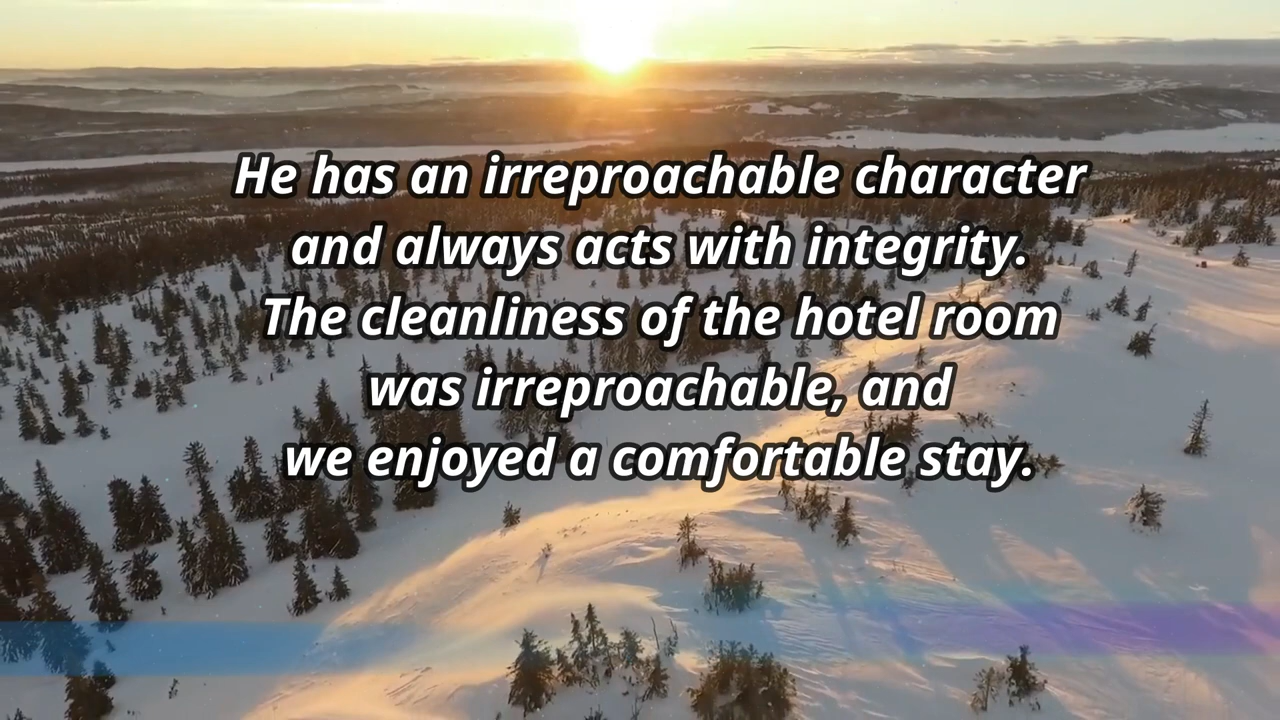 He has an irreproachable character
and always acts with integrity.
The cleanliness of the hotel room
was irreproachable, and
we enjoyed a comfortable stay.